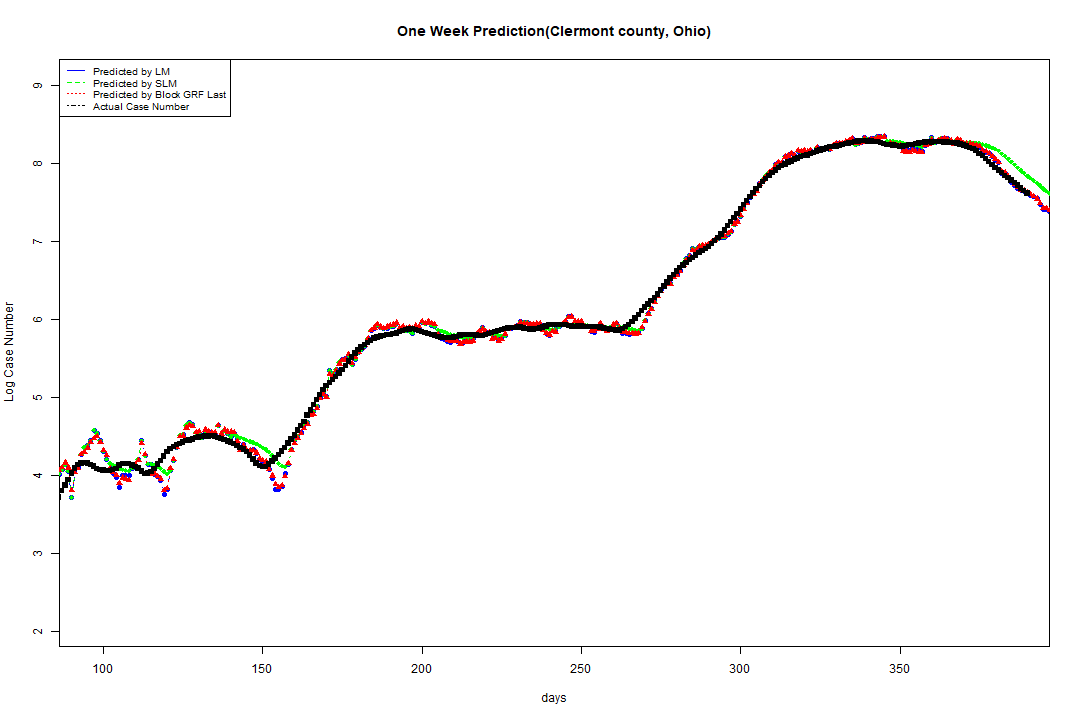 One Week Prediction(Clermont county, Ohio)
Predicted by LM
Predicted by SLM
Predicted by Block GRF Last
Actual Case Number
Log Case Number
9
8
7
6
5
4
3
2
100 150 200 250 300 350
days